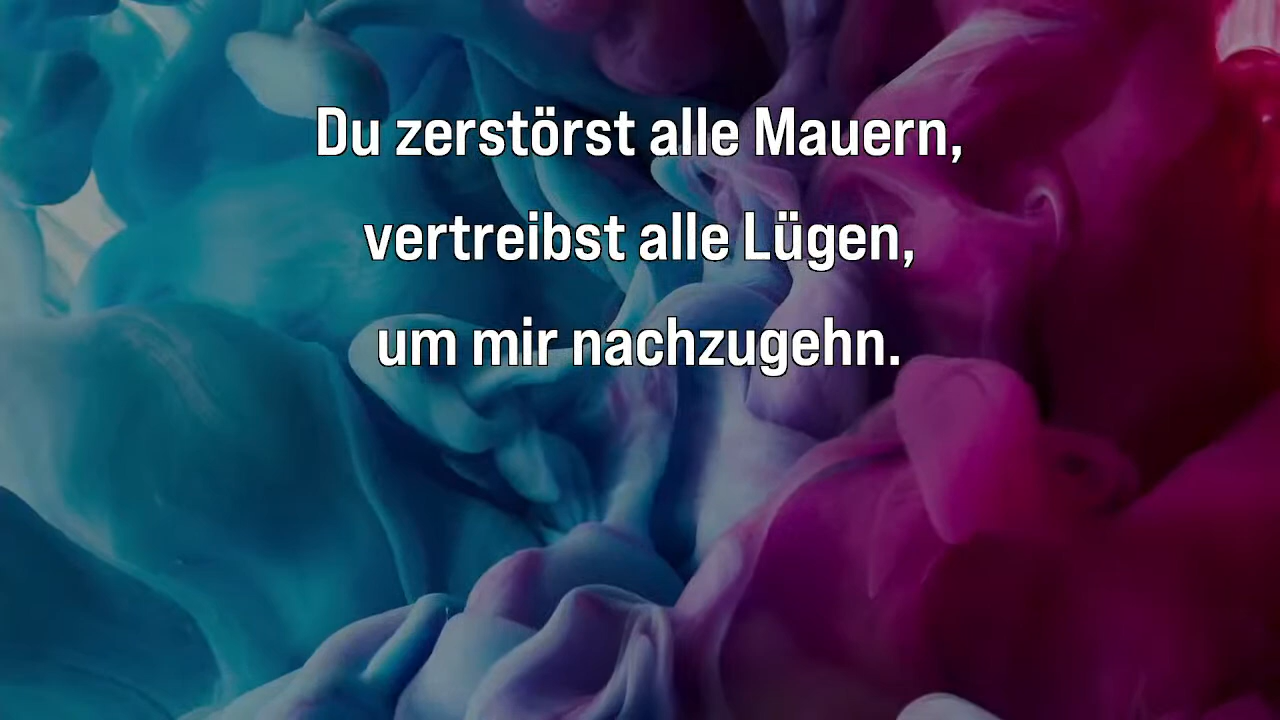 Du zerstörst alle Mauern,
vertreibst alle Lügen,
um mir nachzugehn.